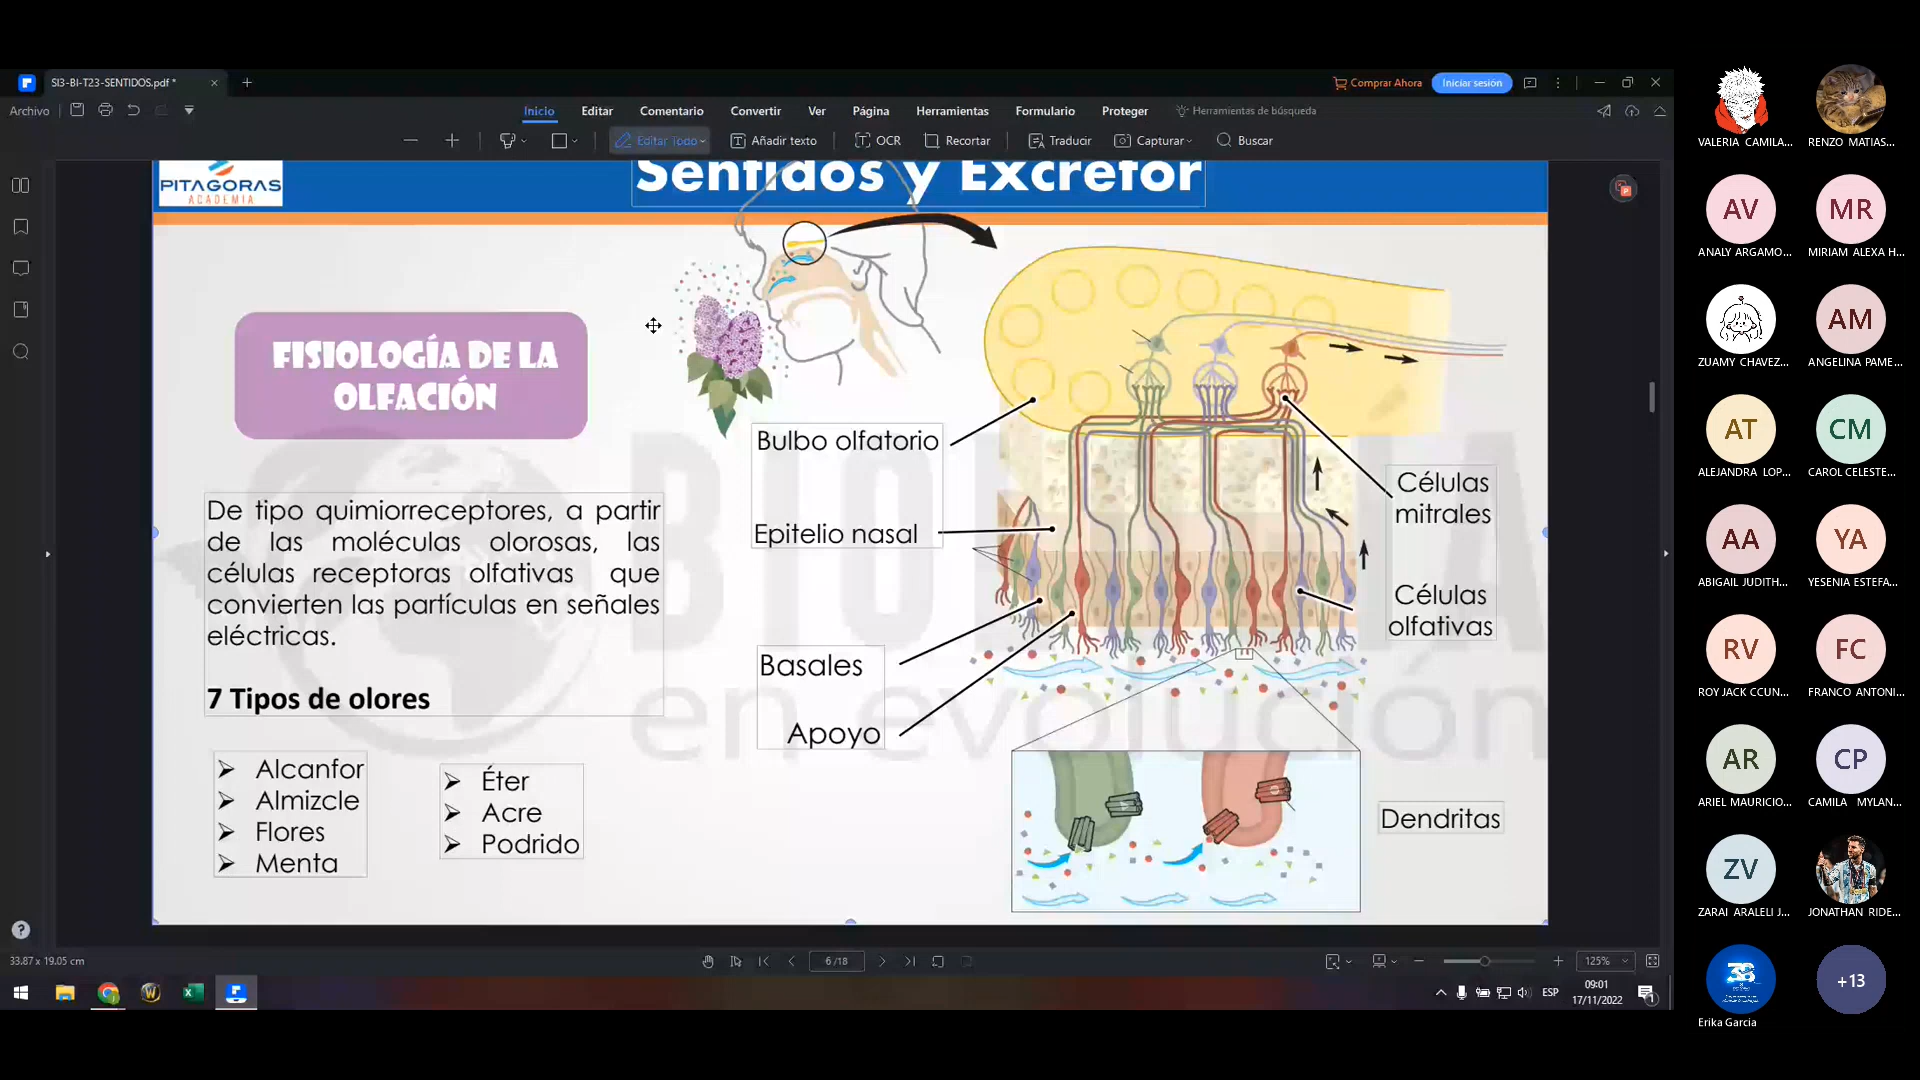 SI3-BI-T23-SENTIDOS.pdf *
Comprar Ahora
Iniciar sesión
Archivo
Inicio
Editar
Comentario
Convertir
Ver
Página
Herramientas
Formulario
Proteger
Herramientas de búsqueda
Editar Todo
Añadir texto
OCR
Recortar
Traducir
Capturar
Buscar
PITAGORAS
ACADEMIA
Sentidos y Excretor
FISIOLOGÍA DE LA
OLFACIÓN
De tipo quimiorreceptores, a partir
de las moléculas olorosas, las
células receptoras olfativas que
convierten las partículas en señales
eléctricas.
7 Tipos de olores
Alcanfor
Almizcle
Flores
Menta
Éter
Acre
Podrido
Bulbo olfatorio
Epitelio nasal
Basales
Apoyo
Células
mitrales
Células
olfativas
Dendritas
en evolución
33.87 x 19.05 cm
6 /18
125%
ESP
09:01
17/11/2022
1
VALERIA CAMILA...
RENZO MATIAS...
AV
ANALY ARGAMO...
MR
MIRIAM ALEXA H...
ZUAMY CHAVEZ...
AM
ANGELINA PAME...
AT
ALEJANDRA LOP...
CM
CAROL CELESTE...
AA
ABIGAIL JUDITH...
YA
YESENIA ESTEFA...
RV
ROY JACK CCUN...
FC
FRANCO ANTONI...
AR
ARIEL MAURICIO...
CP
CAMILA MYLAN...
ZV
ZARAI ARALELI J...
JONATHAN RIDE...
Erika Garcia
+13